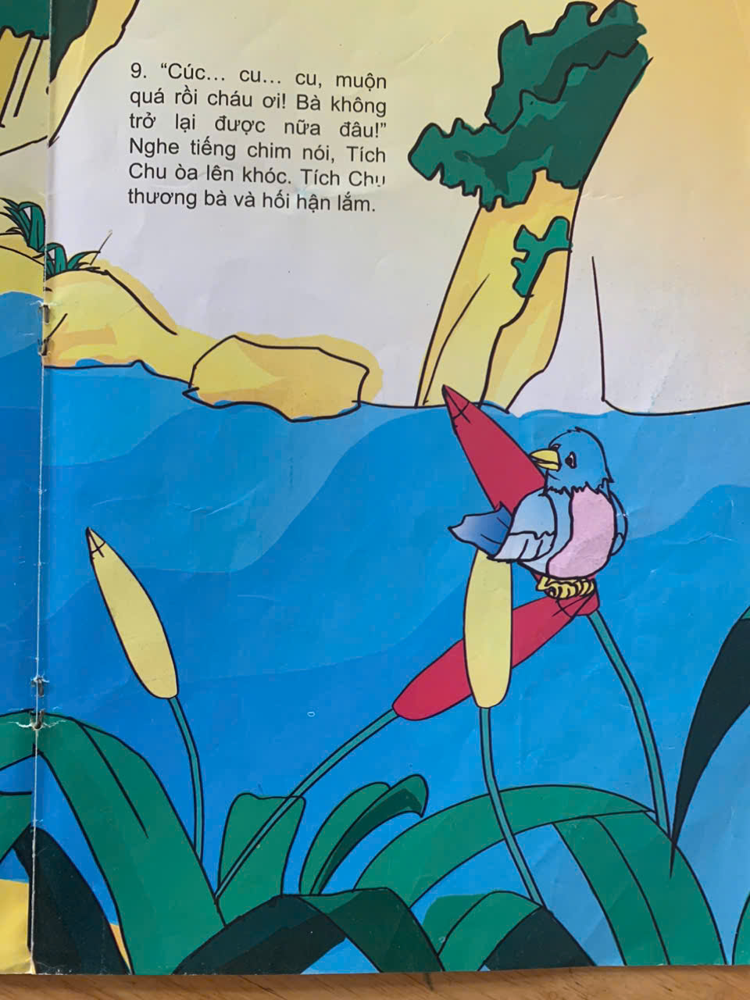 9. “Cúc... cu... cu, muộn
quá rồi cháu ơi! Bà không
trở lại được nữa đâu!”
Nghe tiếng chim nói, Tích
Chu òa lên khóc. Tích Chu
thương bà và hối hận lắm.